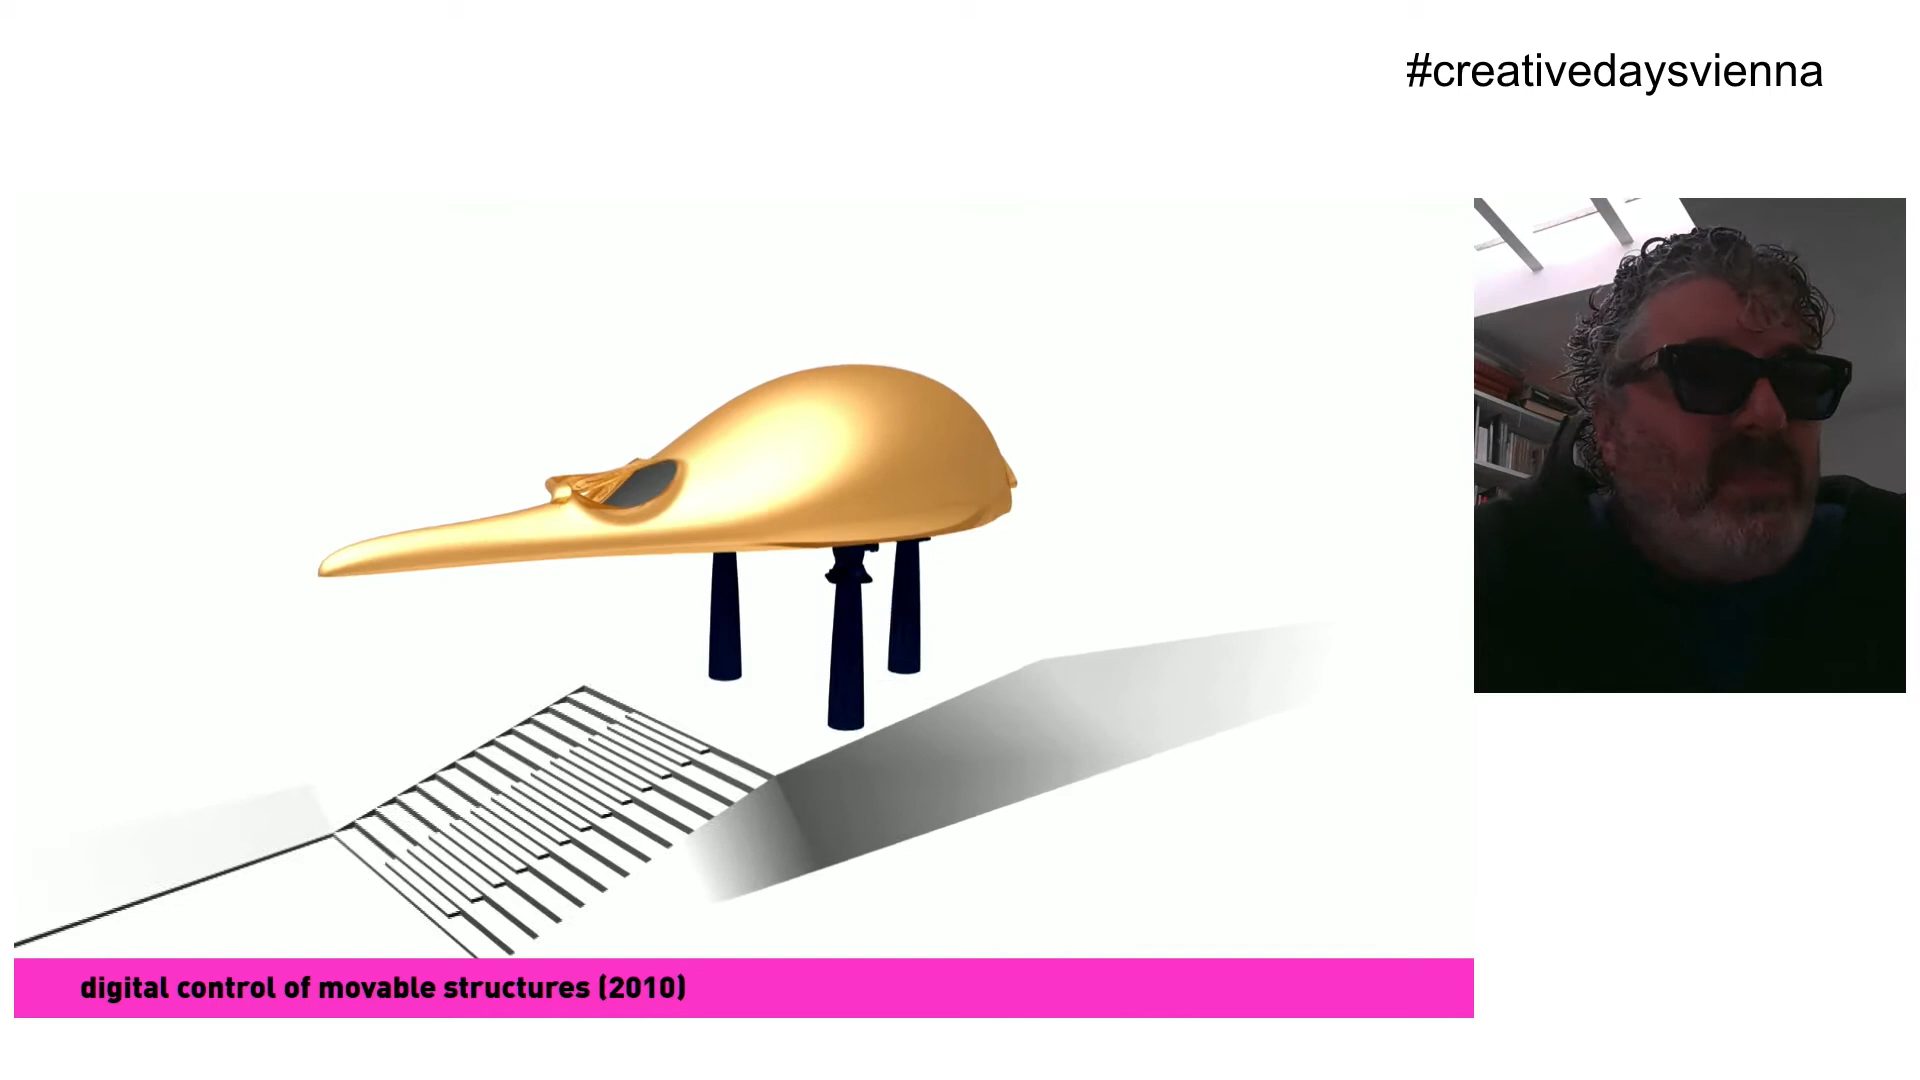 #creativedaysvienna
digital control of movable structures (2010)